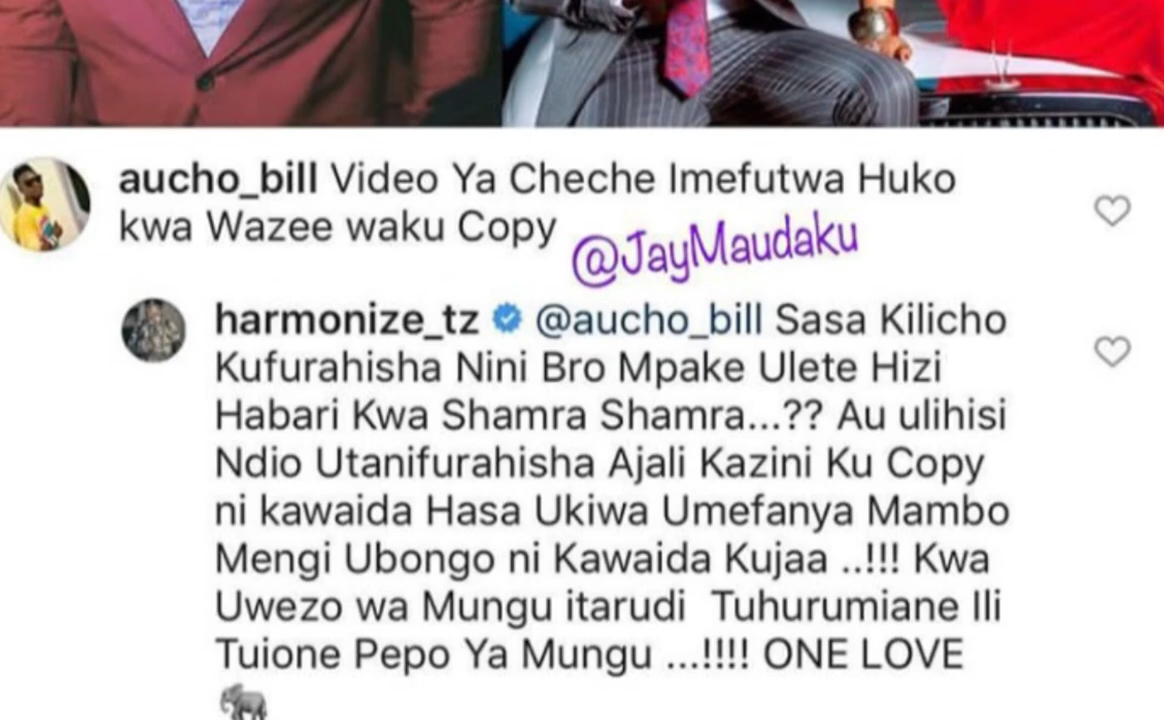 aucho_bill Video Ya Cheche Imefutwa Huko
kwa Wazee waku Copy
@JayMaudaku
harmonize_tz @aucho_bill Sasa Kilicho
Kufurahisha Nini Bro Mpake Ulete Hizi
Habari Kwa Shamra Shamra...?? Au ulihisi
Ndio Utanifurahisha Ajali Kazini Ku Copy
ni kawaida Hasa Ukiwa Umefanya Mambo
Mengi Ubongo ni Kawaida Kujaa ..!!! Kwa
Uwezo wa Mungu itarudi Tuhurumiane Ili
Tuione Pepo Ya Mungu ...!!!! ONE LOVE
🐘